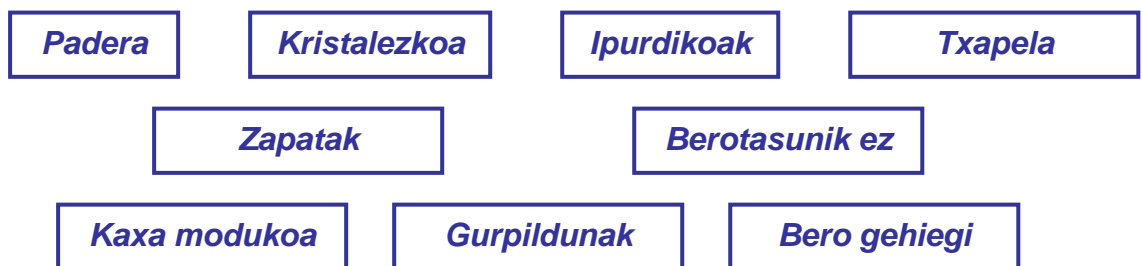 Padera Kristalezkoa Ipurdikoak Txapela
Zapatak Berotasunik ez
Kaxa modukoa Gurpildunak Bero gehiegi